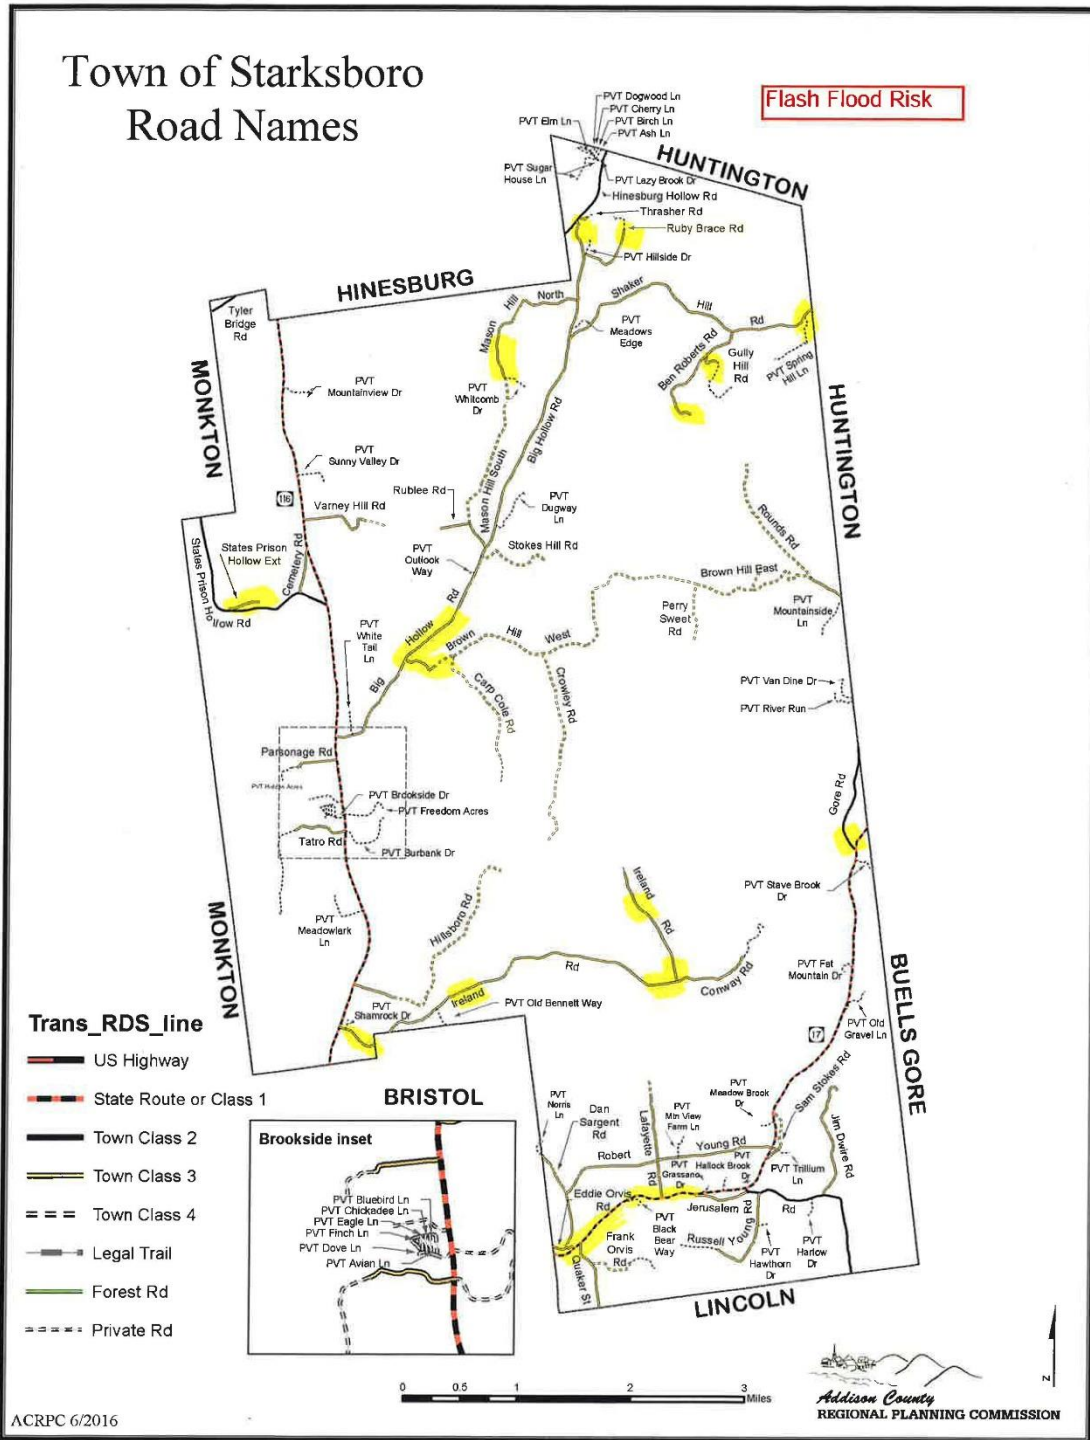 Town of Starksboro
Road Names
Flash Flood Risk
PVT Dogwood Ln
PVT Cherry Ln
PVT Elm Ln
PVT Birch Ln
PVT Ash Ln
HUNTINGTON
PVT Sugar
House Ln
PVT Lazy Brook Dr
Hinesburg Hollow Rd
Thrasher Rd
Ruby Brace Rd
PVT Hillside Dr
HINESBURG
Tyler
Bridge
Rd
Mason Hill North
Shaker Hill Rd
PVT
Meadows
Edge
Ben Roberts Rd
Gully
Hill
Rd
PVT Spring
Hill Ln
MONKTON
PVT
Mountainview Dr
PVT
Whitcomb
Dr
HUNTINGTON
Big Hollow Rd
PVT
Sunny Valley Dr
Mason Hill South
116
Rublee Rd
Varney Hill Rd
PVT
Dugway
Ln
Rounds Rd
States Prison
Hollow Ext
Cemetery Rd
PVT
Outlook
Way
Stokes Hill Rd
Brown Hill East
States Prison Ho
llow Rd
PVT
Mountainside
Ln
Perry
Sweet
Rd
PVT
White
Tail
Ln
Big Hollow Rd
Brown Hill West
Carp Cole Rd
Crowley Rd
PVT Van Dine Dr
PVT River Run
Parsonage Rd
PVT Hidden Acres
PVT Brookside Dr
PVT Freedom Acres
Tatro Rd
PVT Burbank Dr
Gore Rd
PVT Stave Brook
Dr
MONKTON
PVT
Meadowlark
Ln
Hillsboro Rd
Ireland Rd
Ireland Rd
Conway Rd
PVT Fat
Mountain Dr
BUELLS GORE
PVT
Shamrock Dr
PVT Old Bennett Way
PVT Old
Gravel Ln
17
Trans_RDS_line
US Highway
State Route or Class 1
Town Class 2
Town Class 3
Town Class 4
Legal Trail
Forest Rd
Private Rd
BRISTOL
Brookside inset
PVT Bluebird Ln
PVT Chickadee Ln
PVT Eagle Ln
PVT Finch Ln
PVT Dove Ln
PVT Avian Ln
PVT
Norris
Ln
Dan
Sargent
Rd
Lafayette Rd
PVT
Mtn View
Farm Ln
PVT
Meadow Brook
Dr
Sam Stokes Rd
Jim Dwire Rd
Robert Young Rd
PVT
Grassano
Dr
PVT
Hallock Brook
Dr
PVT Trillium
Ln
Eddie Orvis
Rd
Jerusalem Rd
PVT
Black
Bear
Way
Frank
Orvis
Rd
Russell Young Rd
PVT
Hawthorn
Dr
PVT
Harlow
Dr
Quaker St
LINCOLN
0 0.5 1 2 3
Miles
N
Addison County
REGIONAL PLANNING COMMISSION
ACRPC 6/2016